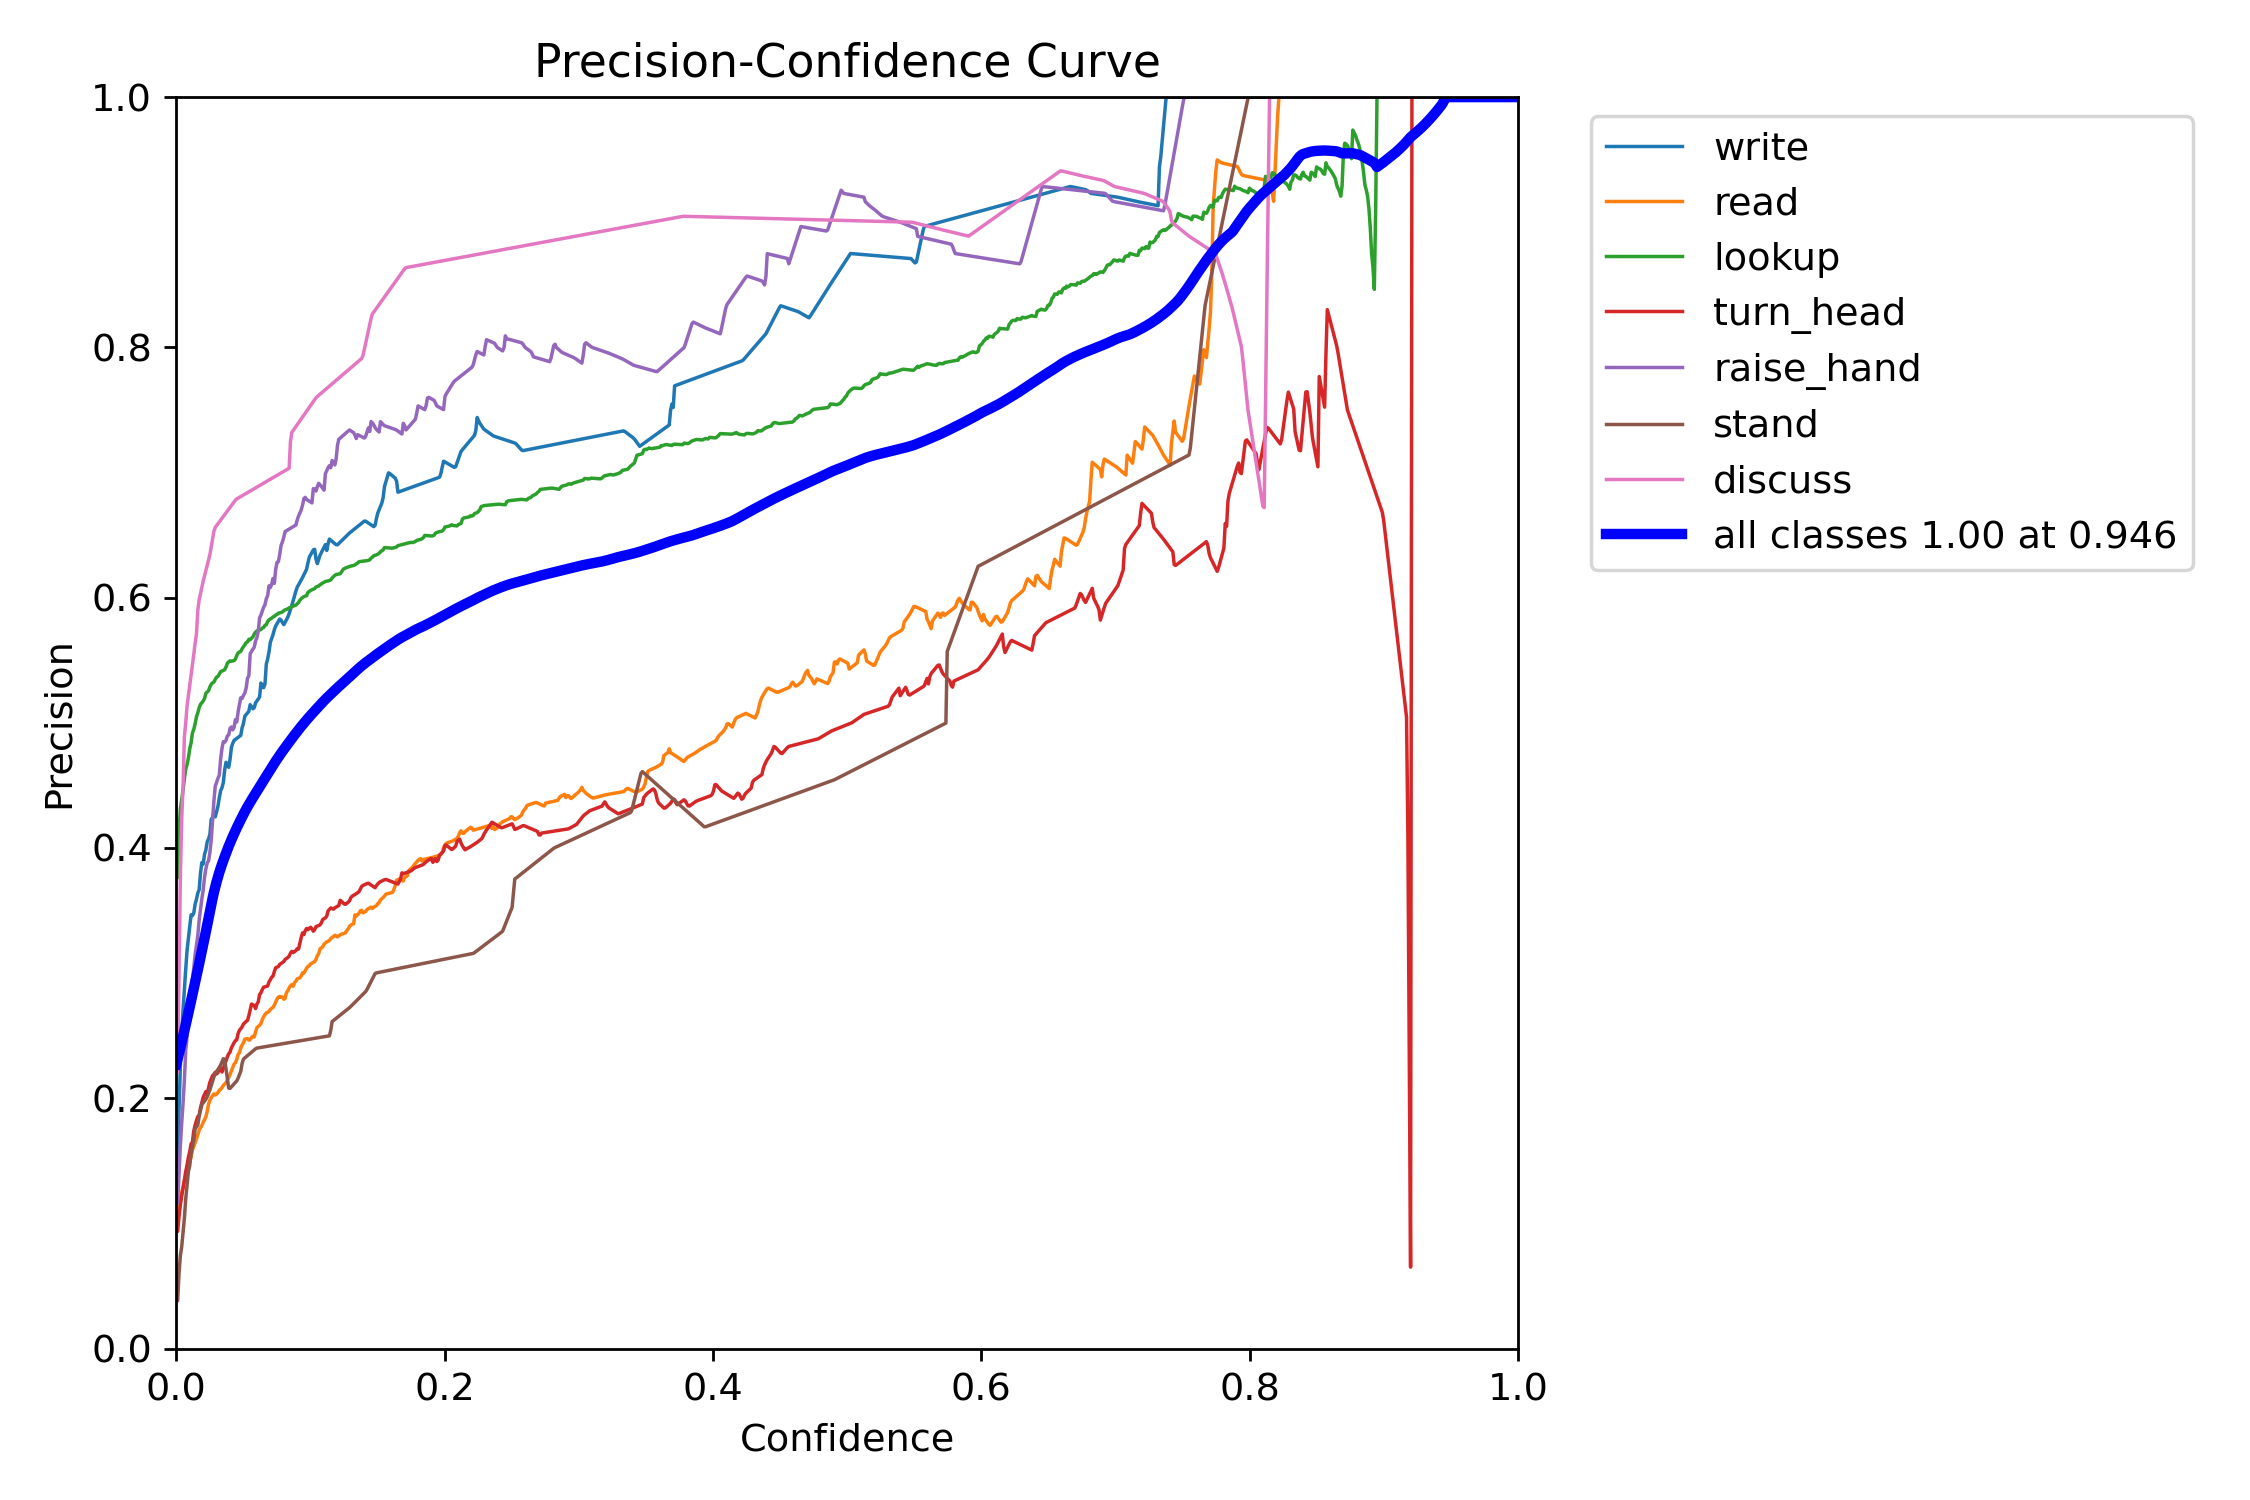 Precision-Confidence Curve
1.0
0.8
0.6
0.4
0.2
0.0
Precision
0.0 0.2 0.4 0.6 0.8 1.0
Confidence
write
read
lookup
turn_head
raise_hand
stand
discuss
all classes 1.00 at 0.946